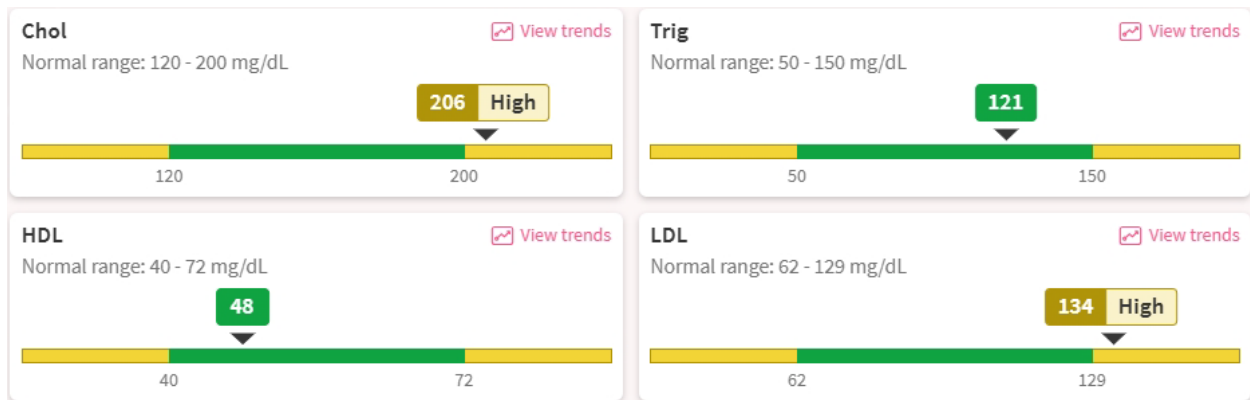 Chol
View trends
Normal range: 120 - 200 mg/dL
206 High
120 200
Trig
View trends
Normal range: 50 - 150 mg/dL
121
50 150
HDL
View trends
Normal range: 40 - 72 mg/dL
48
40 72
LDL
View trends
Normal range: 62 - 129 mg/dL
134 High
62 129